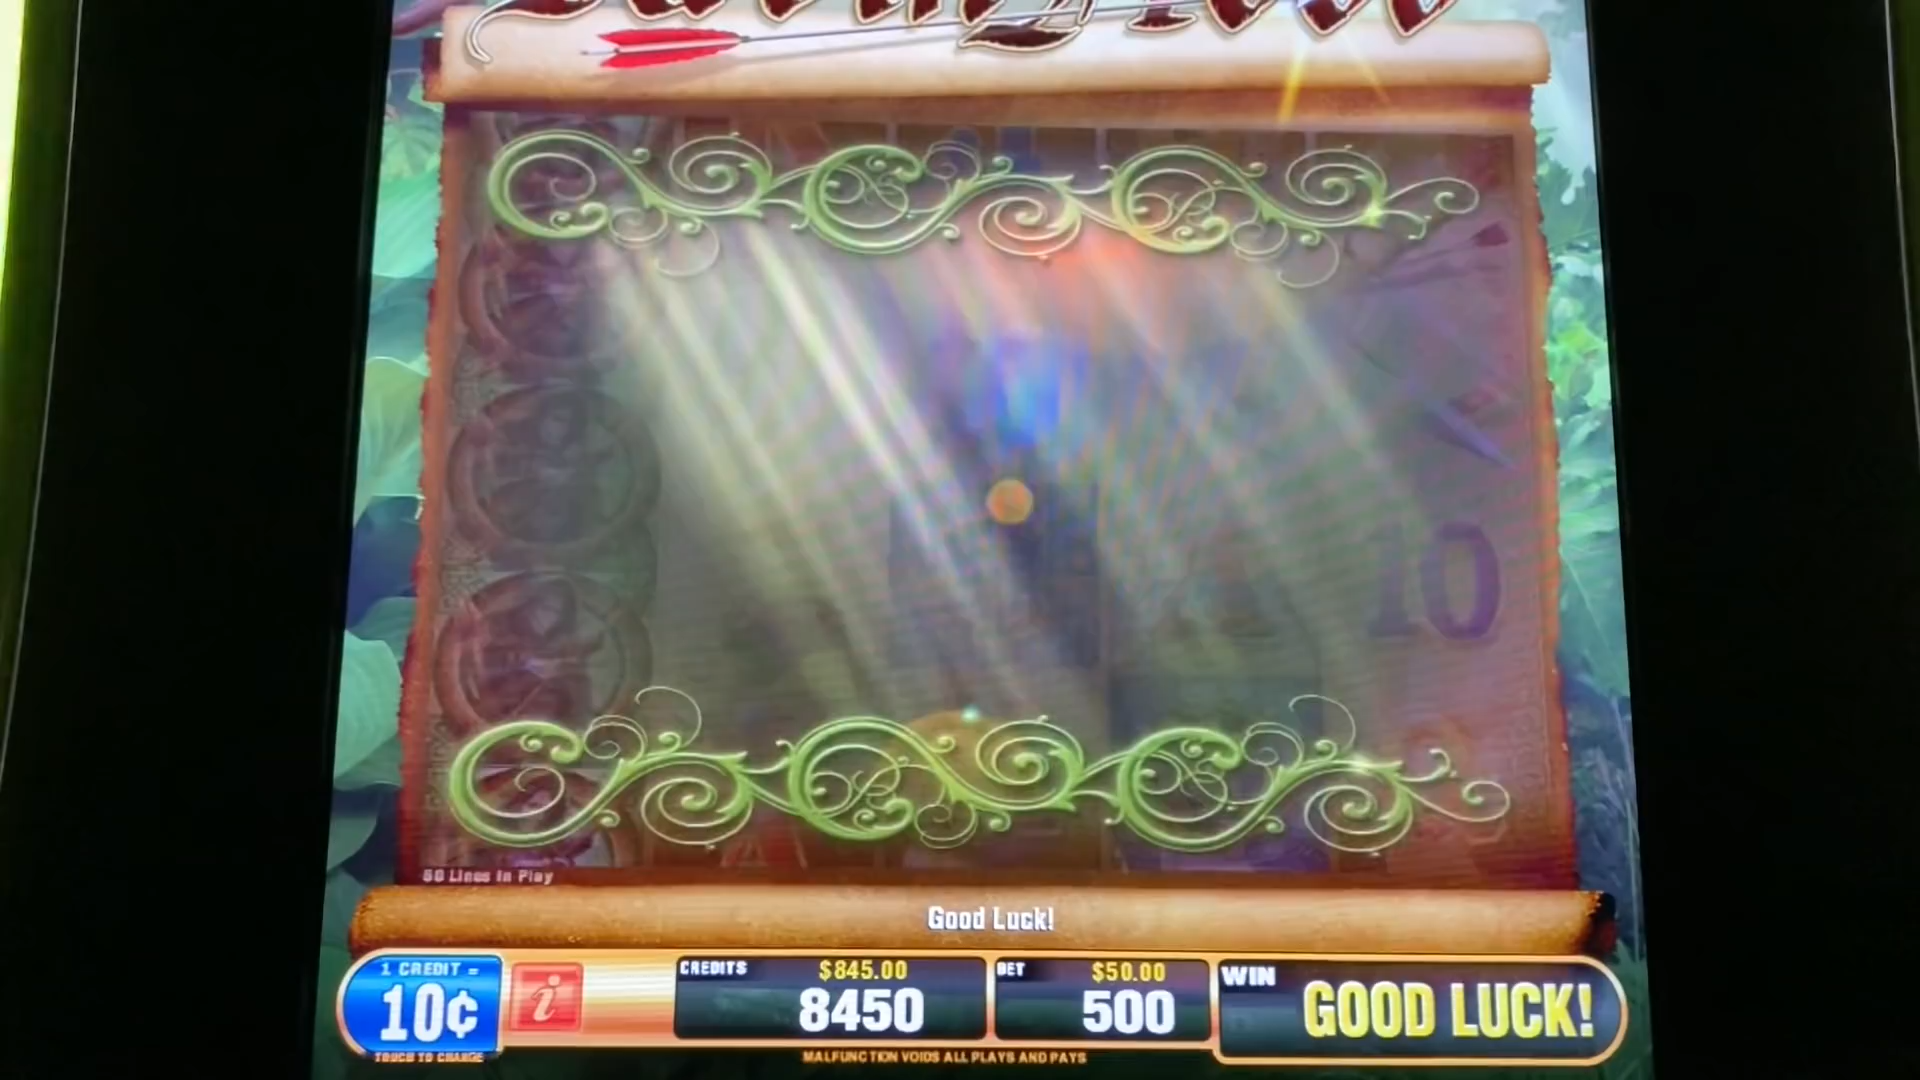 10
50 Lines In Play
Good Luck!
1 CREDIT =
10¢
TOUCH TO CHANGE
i
CREDITS
$845.00
8450
BET
$50.00
500
WIN
GOOD LUCK!
MALFUNCTION VOIDS ALL PLAYS AND PAYS